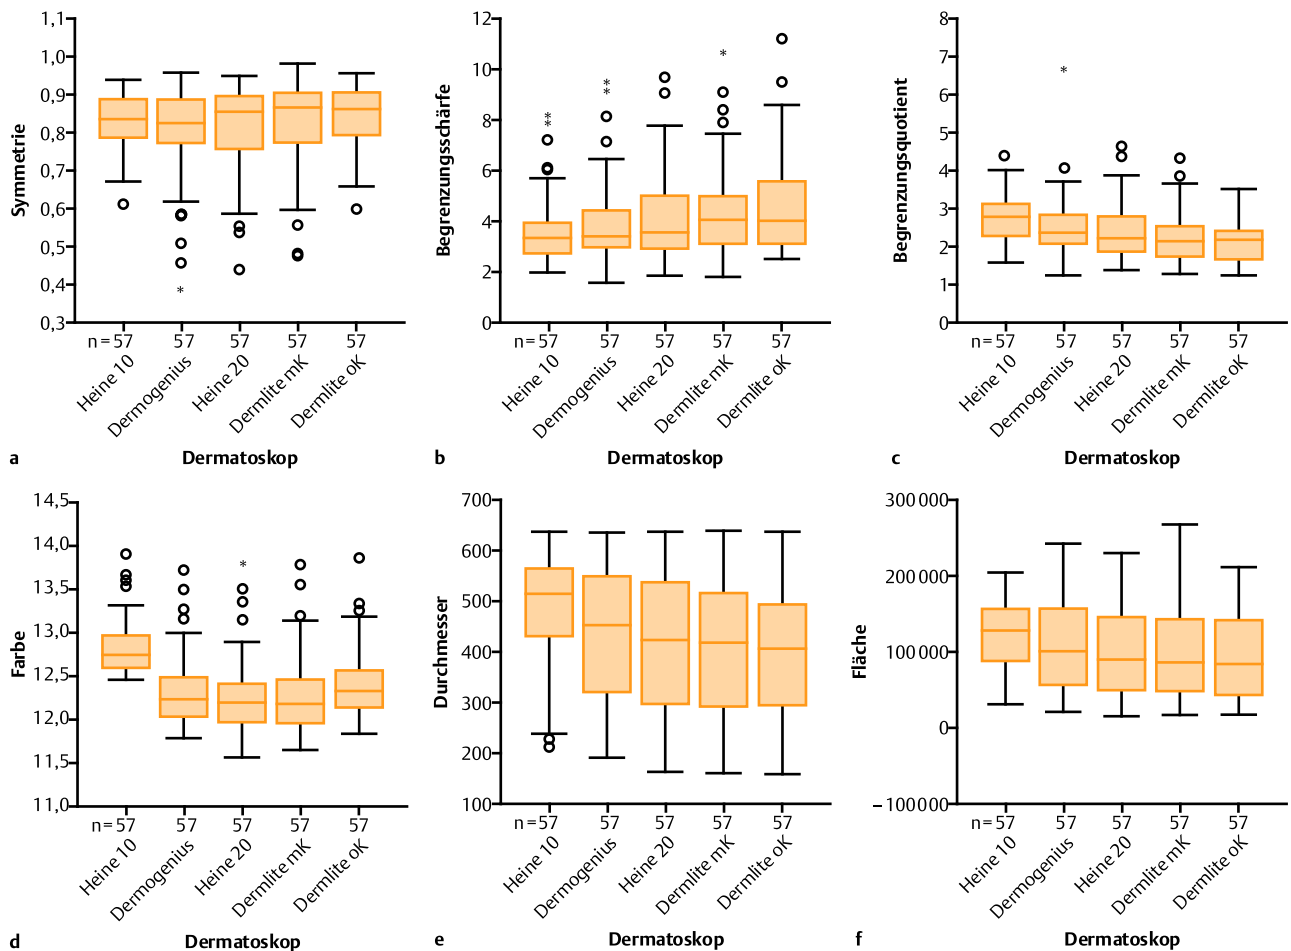 Symmetrie
1,1
1,0
0,9
0,8
0,7
0,6
0,5
0,4
0.3
*
n=57 57 57 57 57
Heine 10 Dermogenius Heine 20 Dermlite mK Dermlite oK
a Dermatoskop
Begrenzungsschärfe
12
10
8
6
4
2
0
** ** *
n=57 57 57 57 57
Heine 10 Dermogenius Heine 20 Dermlite mK Dermlite oK
b Dermatoskop
Begrenzungsquotient
8
7
6
5
4
3
2
1
0
*
n=57 57 57 57 57
Heine 10 Dermogenius Heine 20 Dermlite mK Dermlite oK
c Dermatoskop
Farbe
14,5
14,0
13,5
13,0
12,5
12,0
11,5
11,0
*
n=57 57 57 57 57
Heine 10 Dermogenius Heine 20 Dermlite mK Dermlite oK
d Dermatoskop
Durchmesser
700
600
500
400
300
200
100
n=57 57 57 57 57
Heine 10 Dermogenius Heine 20 Dermlite mK Dermlite oK
e Dermatoskop
Fläche
300 000
200 000
100 000
0
–100 000
n=57 57 57 57 57
Heine 10 Dermogenius Heine 20 Dermlite mK Dermlite oK
f Dermatoskop